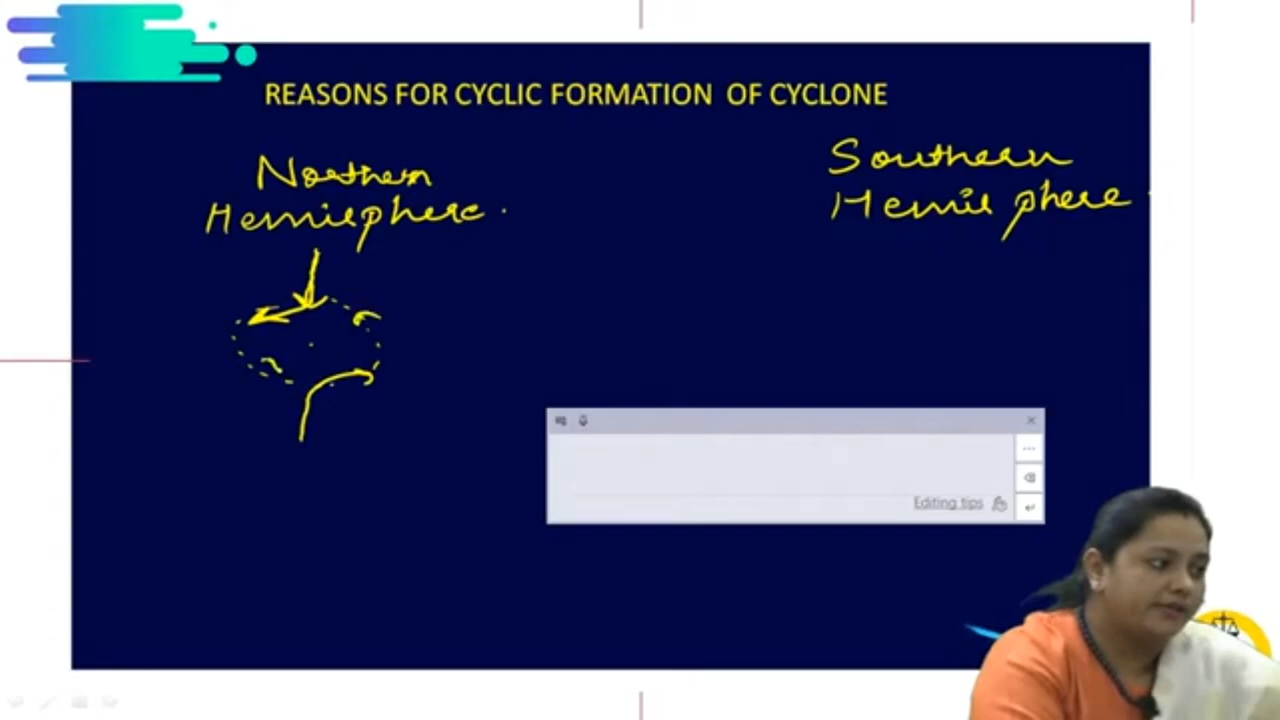 REASONS FOR CYCLIC FORMATION OF CYCLONE
Northern
Hemisphere
Southern
Hemisphere
Editing tips